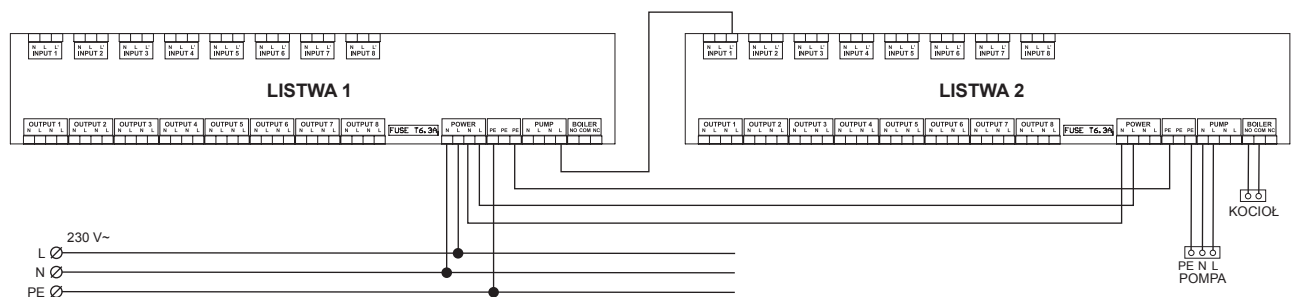 N L L' N L L' N L L' N L L' N L L' N L L' N L L' N L L'
INPUT 1 INPUT 2 INPUT 3 INPUT 4 INPUT 5 INPUT 6 INPUT 7 INPUT 8
LISTWA 1
OUTPUT 1 OUTPUT 2 OUTPUT 3 OUTPUT 4 OUTPUT 5 OUTPUT 6 OUTPUT 7 OUTPUT 8 FUSE T6.3A POWER PUMP BOILER
N L N L N L N L N L N L N L N L N L N L N L N L N L N L N L N L N L N L PE PE PE N L N L NO COM NC
N L L' N L L' N L L' N L L' N L L' N L L' N L L' N L L'
INPUT 1 INPUT 2 INPUT 3 INPUT 4 INPUT 5 INPUT 6 INPUT 7 INPUT 8
LISTWA 2
OUTPUT 1 OUTPUT 2 OUTPUT 3 OUTPUT 4 OUTPUT 5 OUTPUT 6 OUTPUT 7 OUTPUT 8 FUSE T6.3A POWER PUMP BOILER
N L N L N L N L N L N L N L N L N L N L N L N L N L N L N L N L N L N L PE PE PE N L N L NO COM NC
KOCIOŁ
230 V~
L
N
PE
PE N L
POMPA